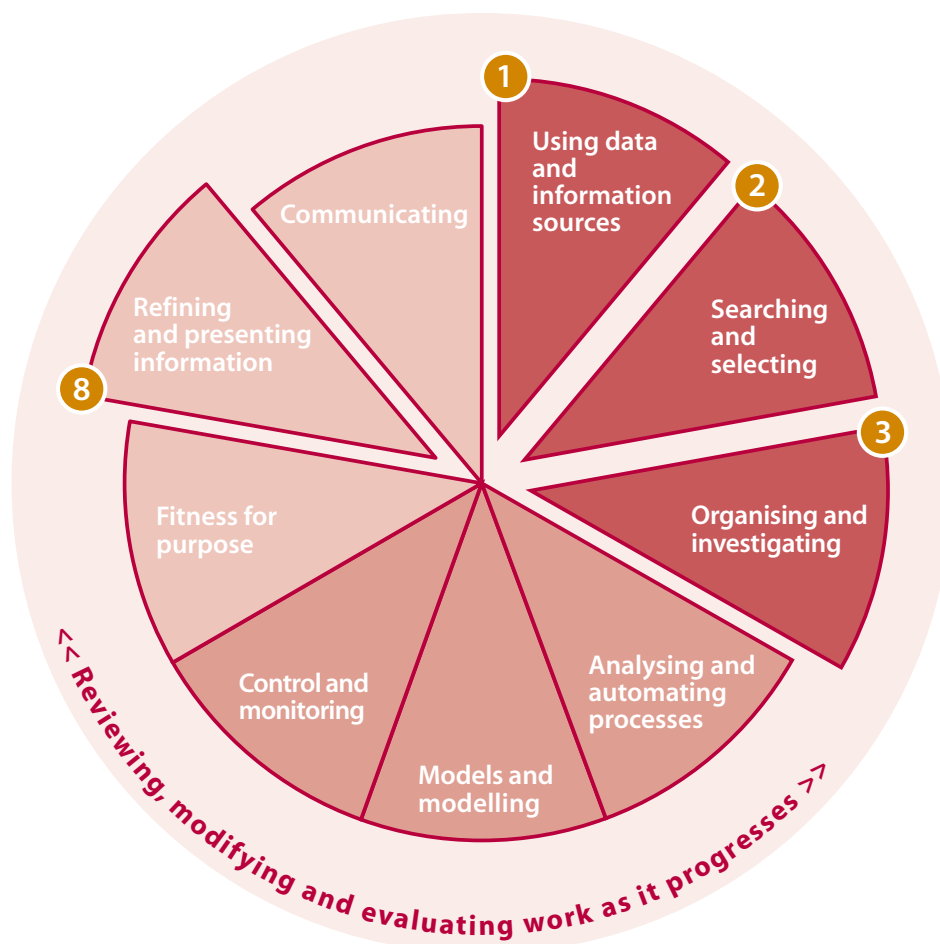 1
Using data
and
information
sources
2
Searching
and
selecting
3
Organising and
investigating
Analysing and
automating
processes
Models and
modelling
Control and
monitoring
Fitness for
purpose
8
Refining
and presenting
information
Communicating
<< Reviewing, modifying and evaluating work as it progresses >>